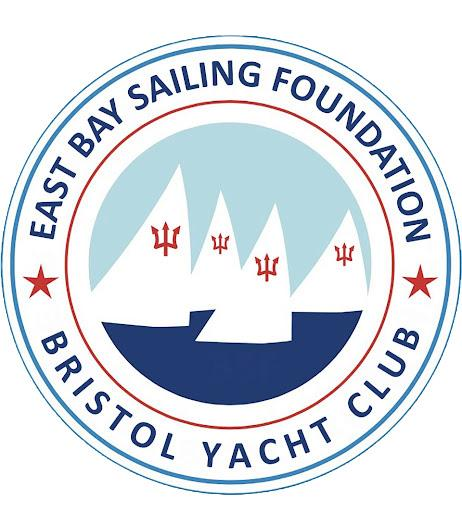 EAST BAY SAILING FOUNDATION
BRISTOL YACHT CLUB